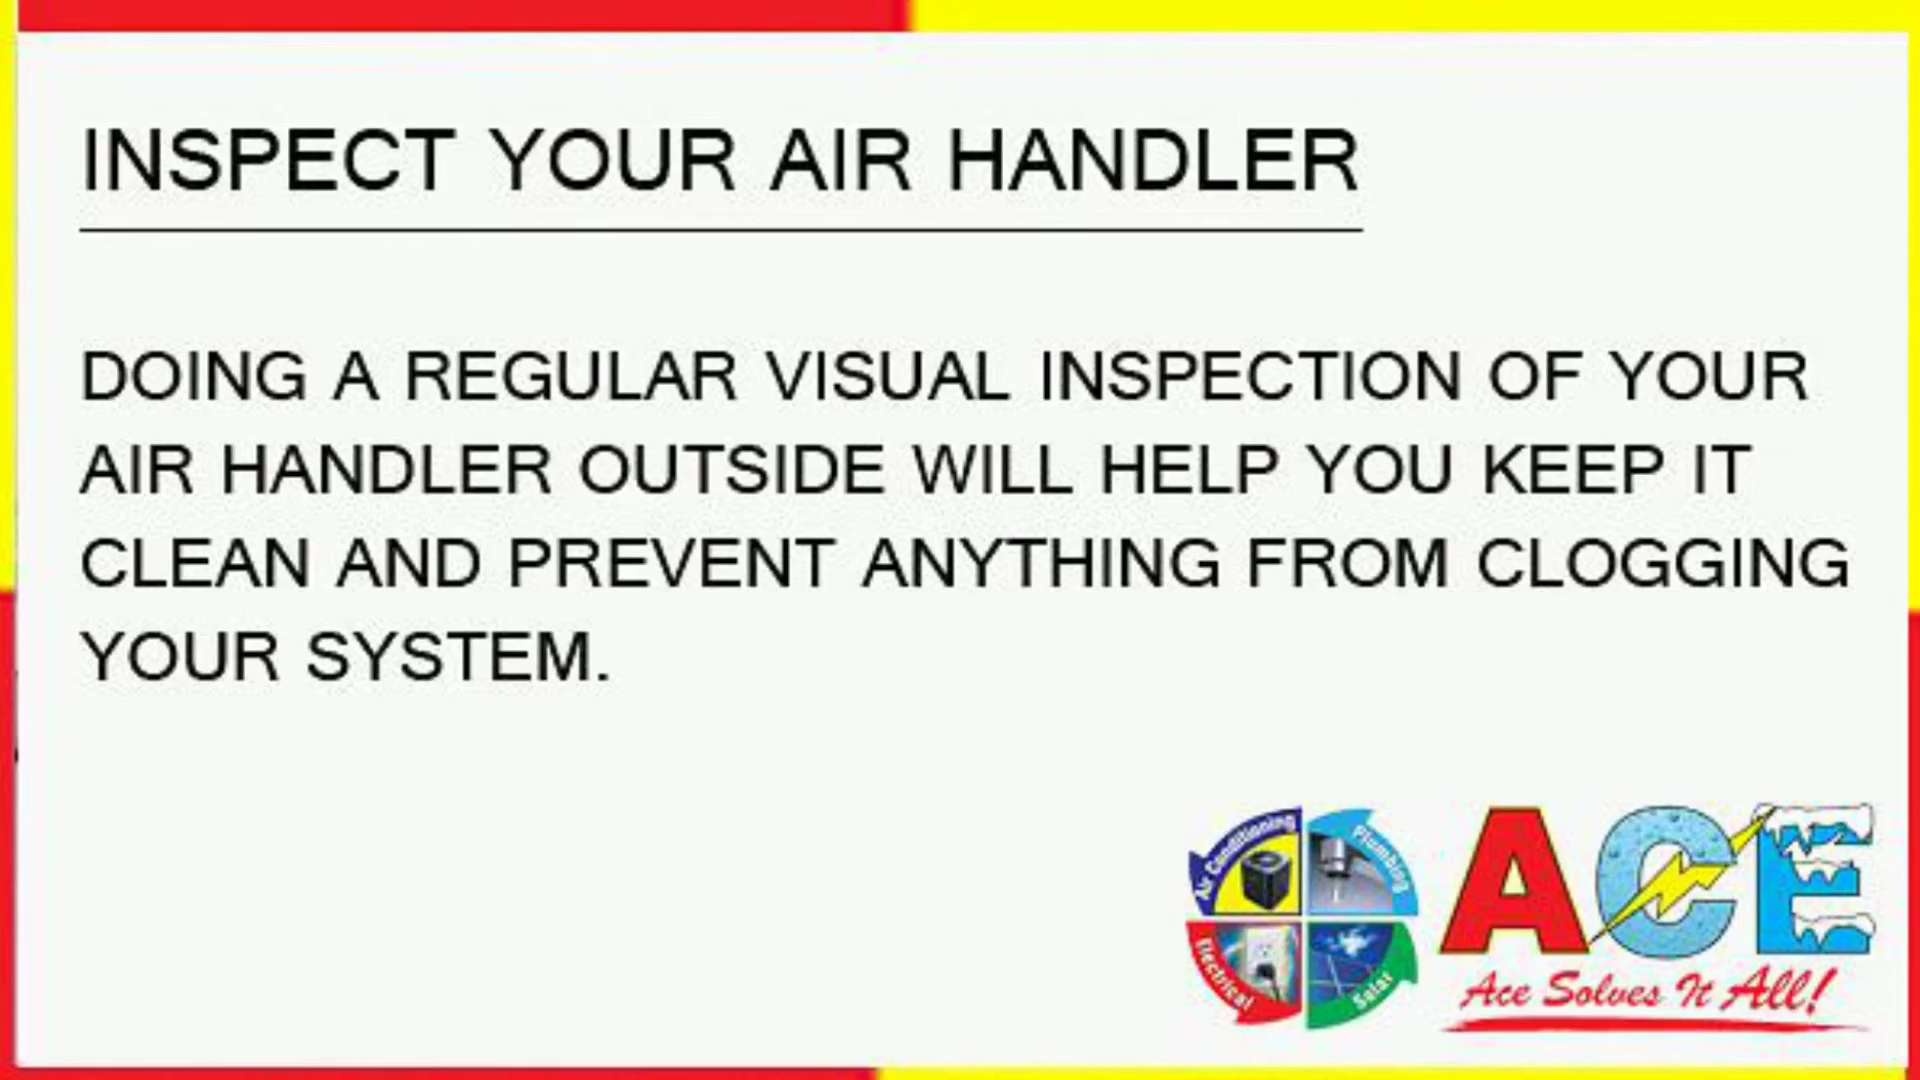 INSPECT YOUR AIR HANDLER
DOING A REGULAR VISUAL INSPECTION OF YOUR
AIR HANDLER OUTSIDE WILL HELP YOU KEEP IT
CLEAN AND PREVENT ANYTHING FROM CLOGGING
YOUR SYSTEM.
Air Conditioning
Plumbing
Electrical
Solar
ACE
Ace Solves It All!